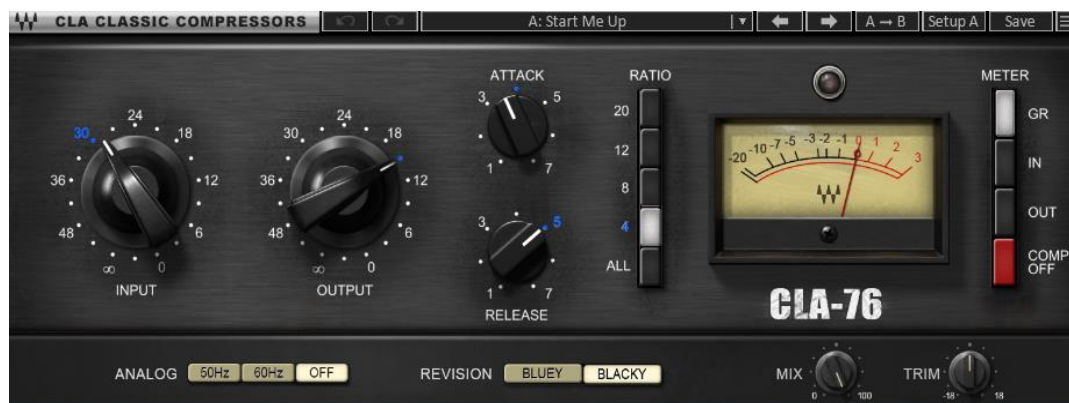 CLA CLASSIC COMPRESSORS A: Start Me Up A → B Setup A Save
ATTACK
3 5
1 7
RATIO
20
12
8
4
ALL
METER
GR
IN
OUT
COMP
OFF
24
30 18
36 12
48 6
∞ 0
INPUT
24
30
36 12
48 6
∞ 0
OUTPUT
3 5
1 7
RELEASE
-20 -10 -7 -5 -3 -2 -1 0 1 2 3
CLA-76
ANALOG 50Hz 60Hz OFF
REVISION BLUEY BLACKY
MIX
0 100
TRIM
-18 18